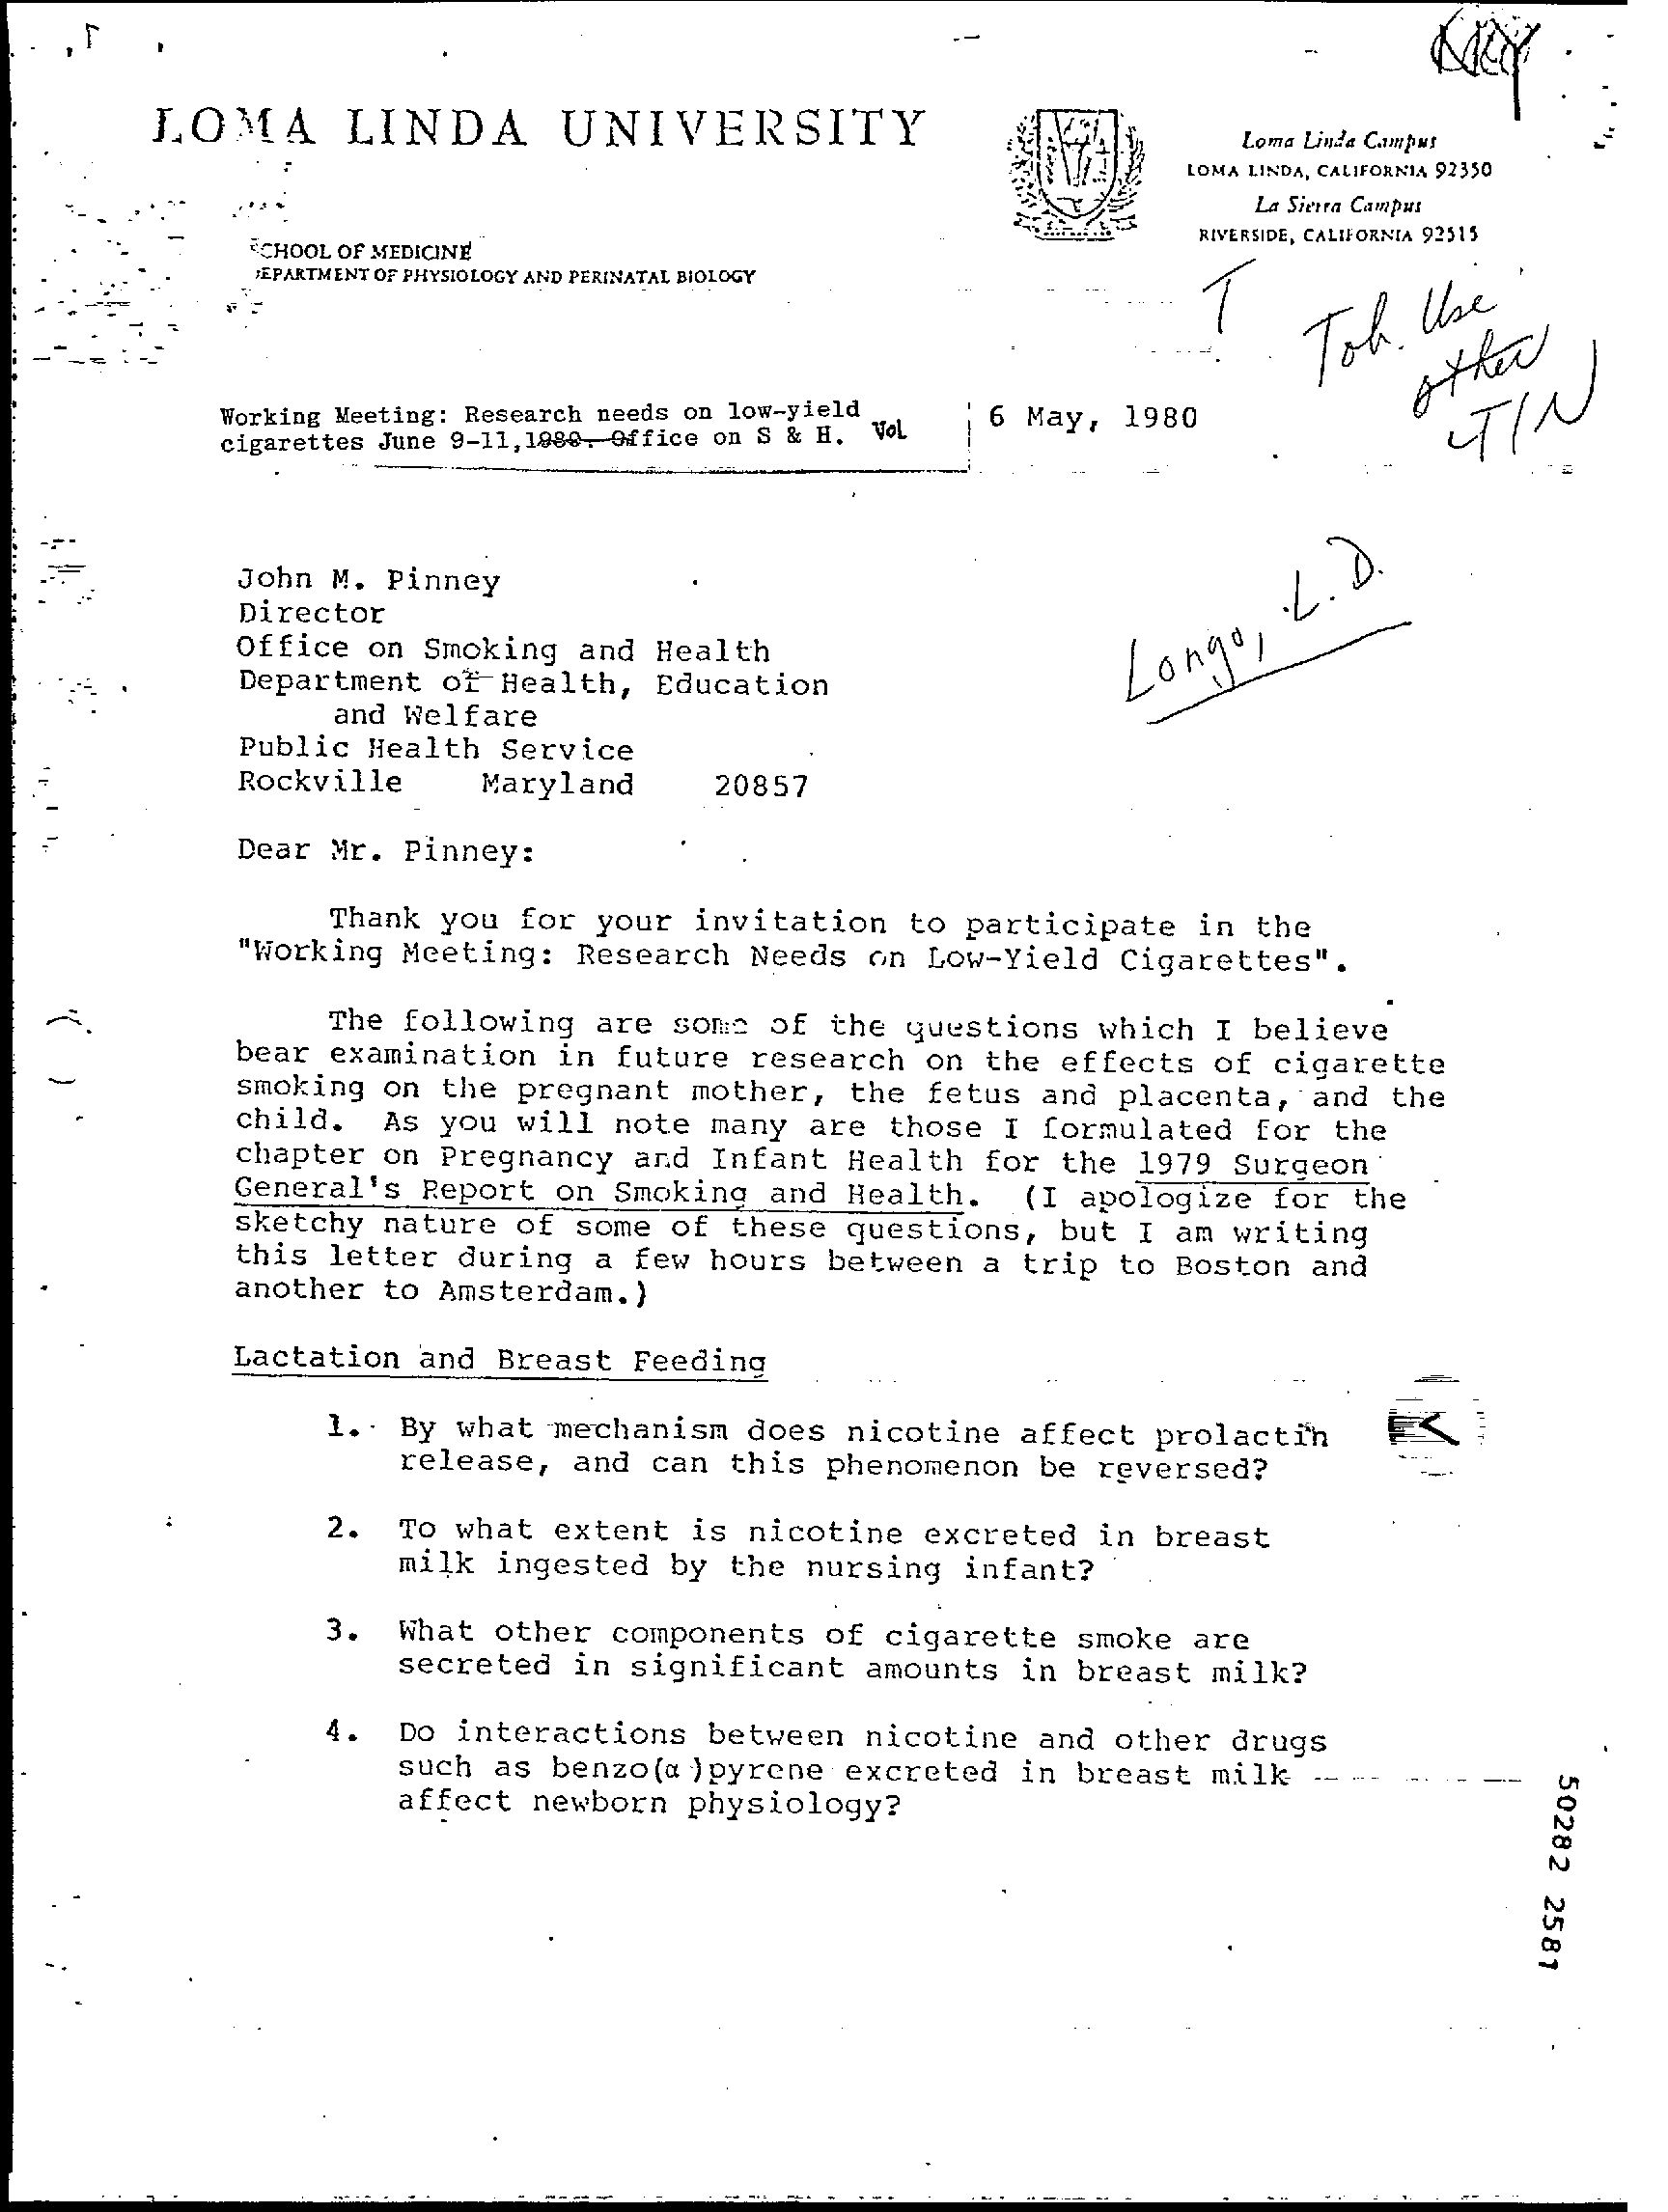 LOMA LINDA UNIVERSITY
Loma Linda Campus
LOMA LINDA, CALIFORNIA 92350
La Sierra Campus
RIVERSIDE, CALIFORNIA 92515
SCHOOL OF MEDICINE
DEPARTMENT OF PHYSIOLOGY AND PERINATAL BIOLOGY
T
Tob. Use
other
T/N
Working Meeting: Research needs on low-yield
cigarettes June 9-11,1980. Office on S & H. Vol
6 May, 1980
Longo, L.D.
John M. Pinney
Director
Office on Smoking and Health
Department of Health, Education
and Welfare
Public Health Service
Rockville Maryland 20857
Dear Mr. Pinney:
Thank you for your invitation to participate in the
"Working Meeting: Research Needs on Low-Yield Cigarettes".
The following are some of the questions which I believe
bear examination in future research on the effects of cigarette
smoking on the pregnant mother, the fetus and placenta, and the
child. As you will note many are those I formulated for the
chapter on Pregnancy and Infant Health for the 1979 Surgeon
General's Report on Smoking and Health. (I apologize for the
sketchy nature of some of these questions, but I am writing
this letter during a few hours between a trip to Boston and
another to Amsterdam.)
Lactation and Breast Feeding
1. By what mechanism does nicotine affect prolactin
release, and can this phenomenon be reversed?
2. To what extent is nicotine excreted in breast
milk ingested by the nursing infant?
3. What other components of cigarette smoke are
secreted in significant amounts in breast milk?
4. Do interactions between nicotine and other drugs
such as benzo(α)pyrene excreted in breast milk
affect newborn physiology?
50282 2581